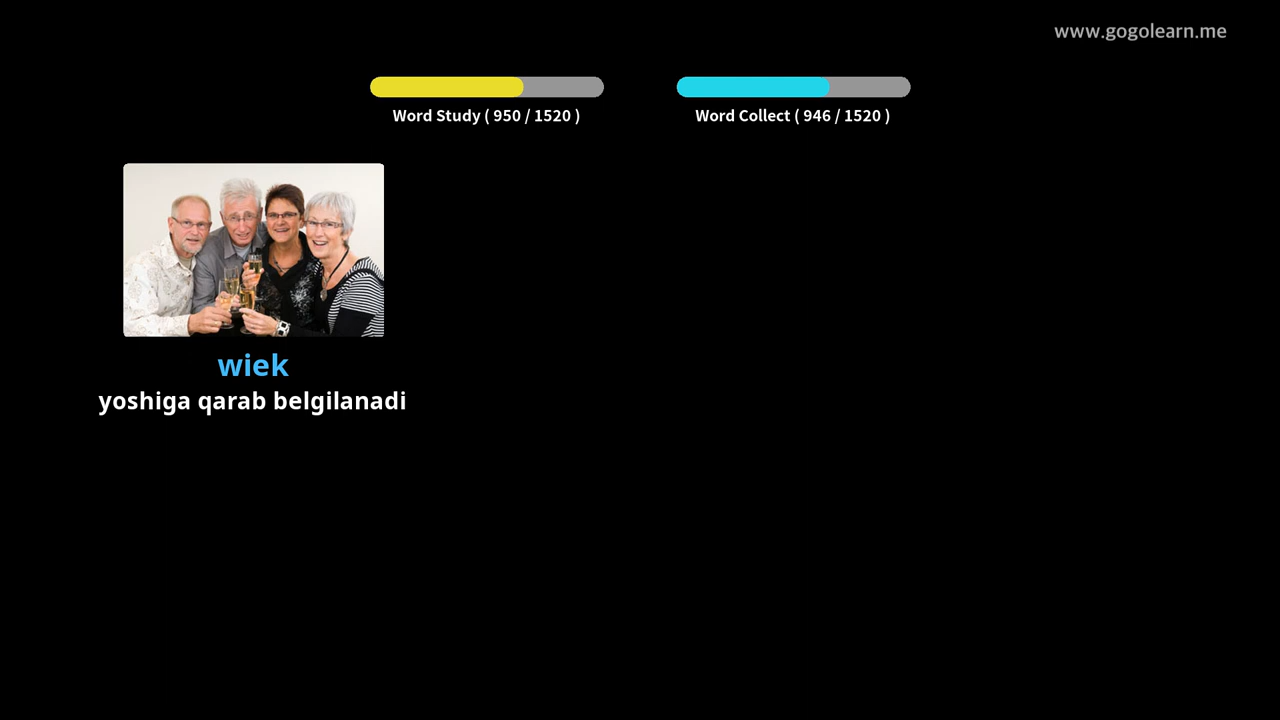 www.gogolearn.me
Word Study ( 950 / 1520 )
Word Collect ( 946 / 1520 )
wiek
yoshiga qarab belgilanadi